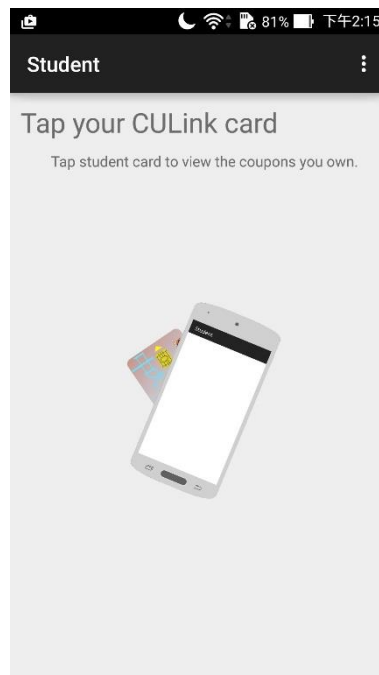 81% 下午2:15
Student
Tap your CULink card
Tap student card to view the coupons you own.
Student